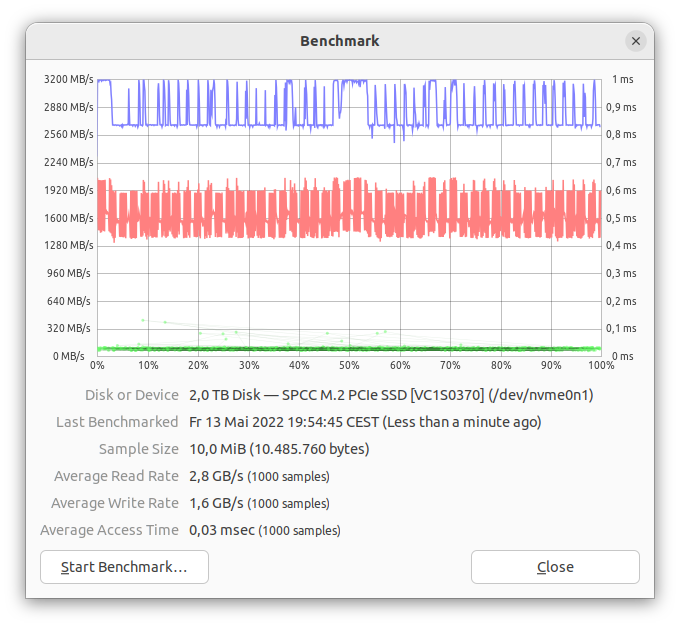 Benchmark
3200 MB/s 1 ms
2880 MB/s 0,9 ms
2560 MB/s 0,8 ms
2240 MB/s 0,7 ms
1920 MB/s 0,6 ms
1600 MB/s 0,5 ms
1280 MB/s 0,4 ms
960 MB/s 0,3 ms
640 MB/s 0,2 ms
320 MB/s 0,1 ms
0 MB/s 0 ms
0% 10% 20% 30% 40% 50% 60% 70% 80% 90% 100%
Disk or Device 2,0 TB Disk — SPCC M.2 PCIe SSD [VC1S0370] (/dev/nvme0n1)
Last Benchmarked Fr 13 Mai 2022 19:54:45 CEST (Less than a minute ago)
Sample Size 10,0 MiB (10.485.760 bytes)
Average Read Rate 2,8 GB/s (1000 samples)
Average Write Rate 1,6 GB/s (1000 samples)
Average Access Time 0,03 msec (1000 samples)
Start Benchmark… Close